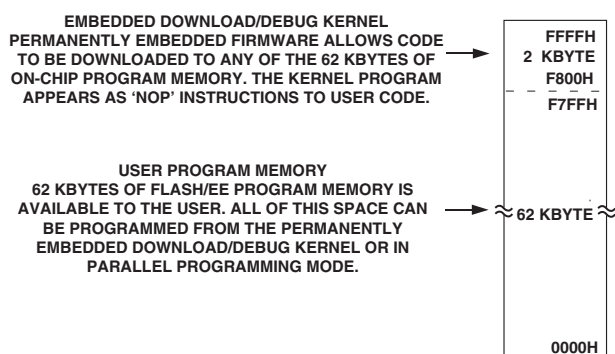 EMBEDDED DOWNLOAD/DEBUG KERNEL
PERMANENTLY EMBEDDED FIRMWARE ALLOWS CODE
TO BE DOWNLOADED TO ANY OF THE 62 KBYTES OF
ON-CHIP PROGRAM MEMORY. THE KERNEL PROGRAM
APPEARS AS ‘NOP’ INSTRUCTIONS TO USER CODE.
FFFFH
2 KBYTE
F800H
F7FFH
USER PROGRAM MEMORY
62 KBYTES OF FLASH/EE PROGRAM MEMORY IS
AVAILABLE TO THE USER. ALL OF THIS SPACE CAN
BE PROGRAMMED FROM THE PERMANENTLY
EMBEDDED DOWNLOAD/DEBUG KERNEL OR IN
PARALLEL PROGRAMMING MODE.
62 KBYTE
0000H